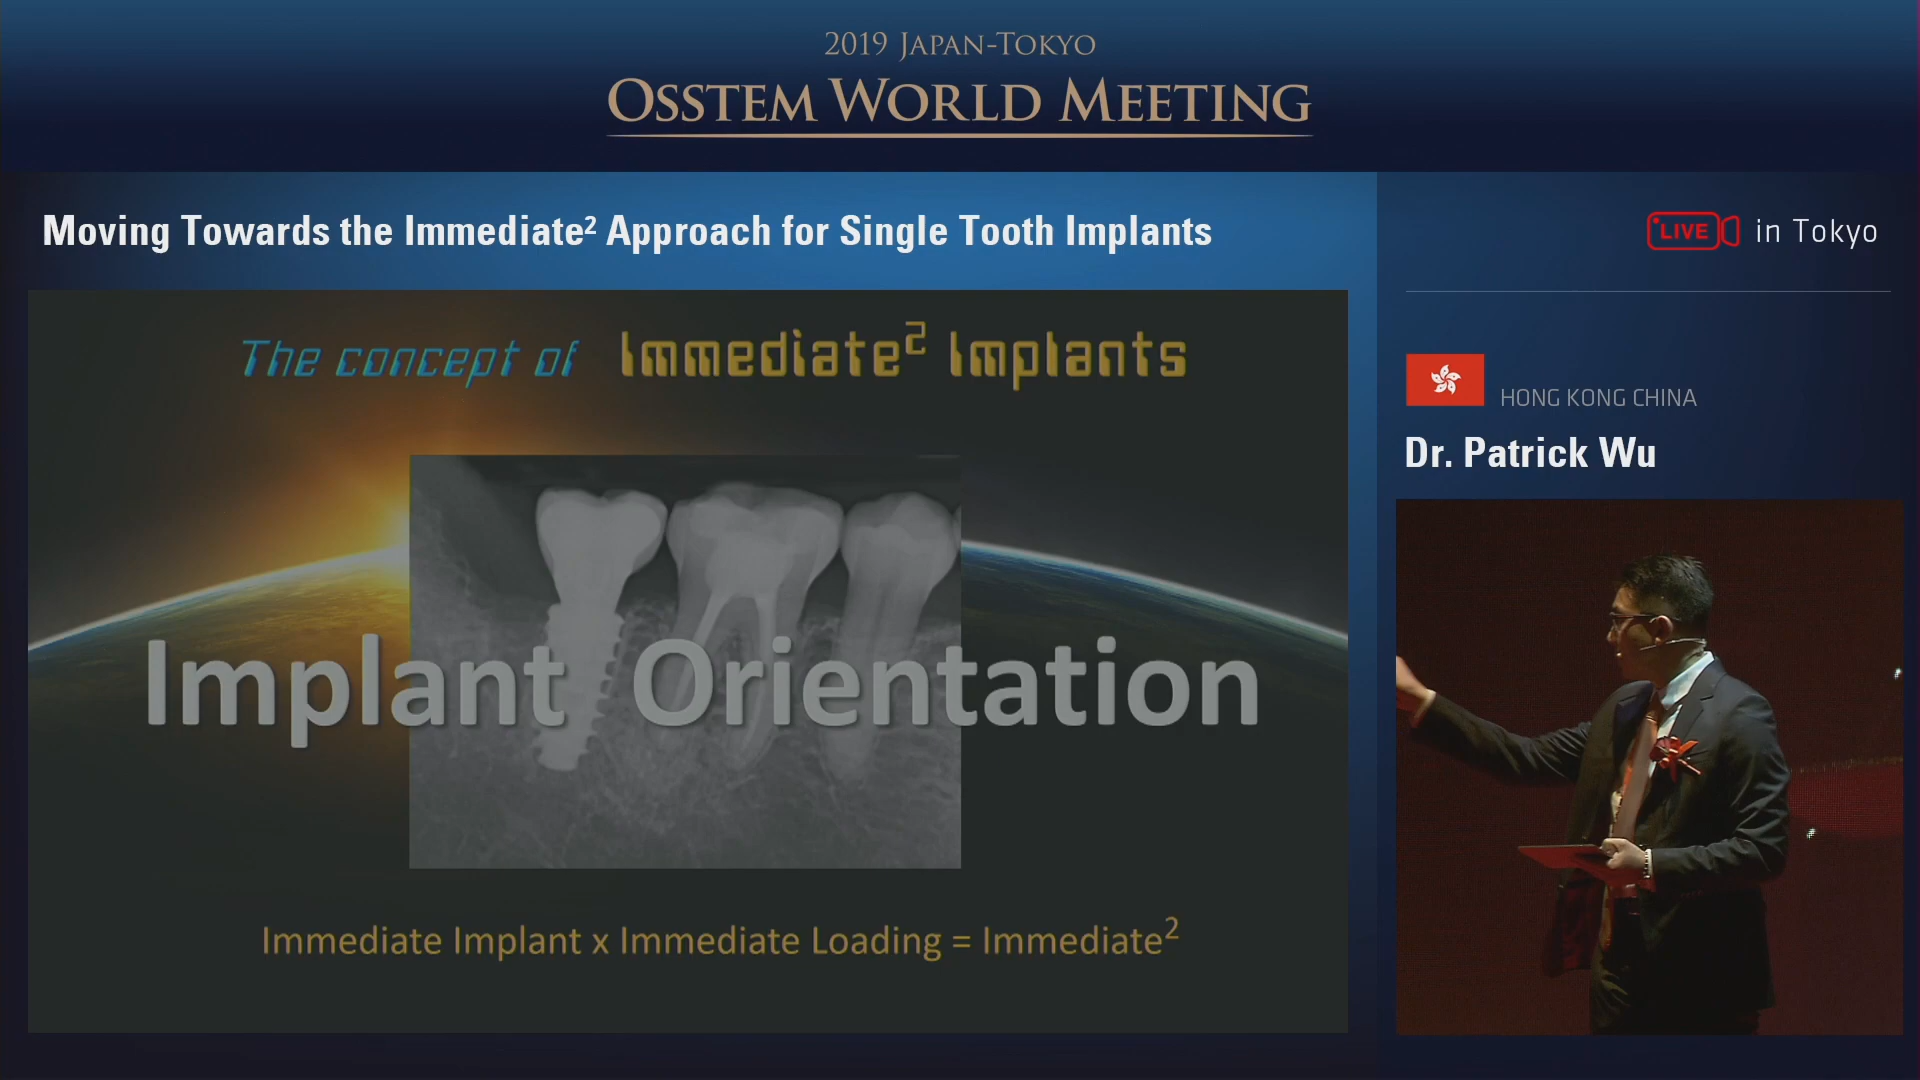 2019 JAPAN-TOKYO
OSSTEM WORLD MEETING
Moving Towards the Immediate² Approach for Single Tooth Implants
LIVE in Tokyo
The concept of Immediate² Implants
HONG KONG CHINA
Dr. Patrick Wu
Implant Orientation
Immediate Implant x Immediate Loading = Immediate²